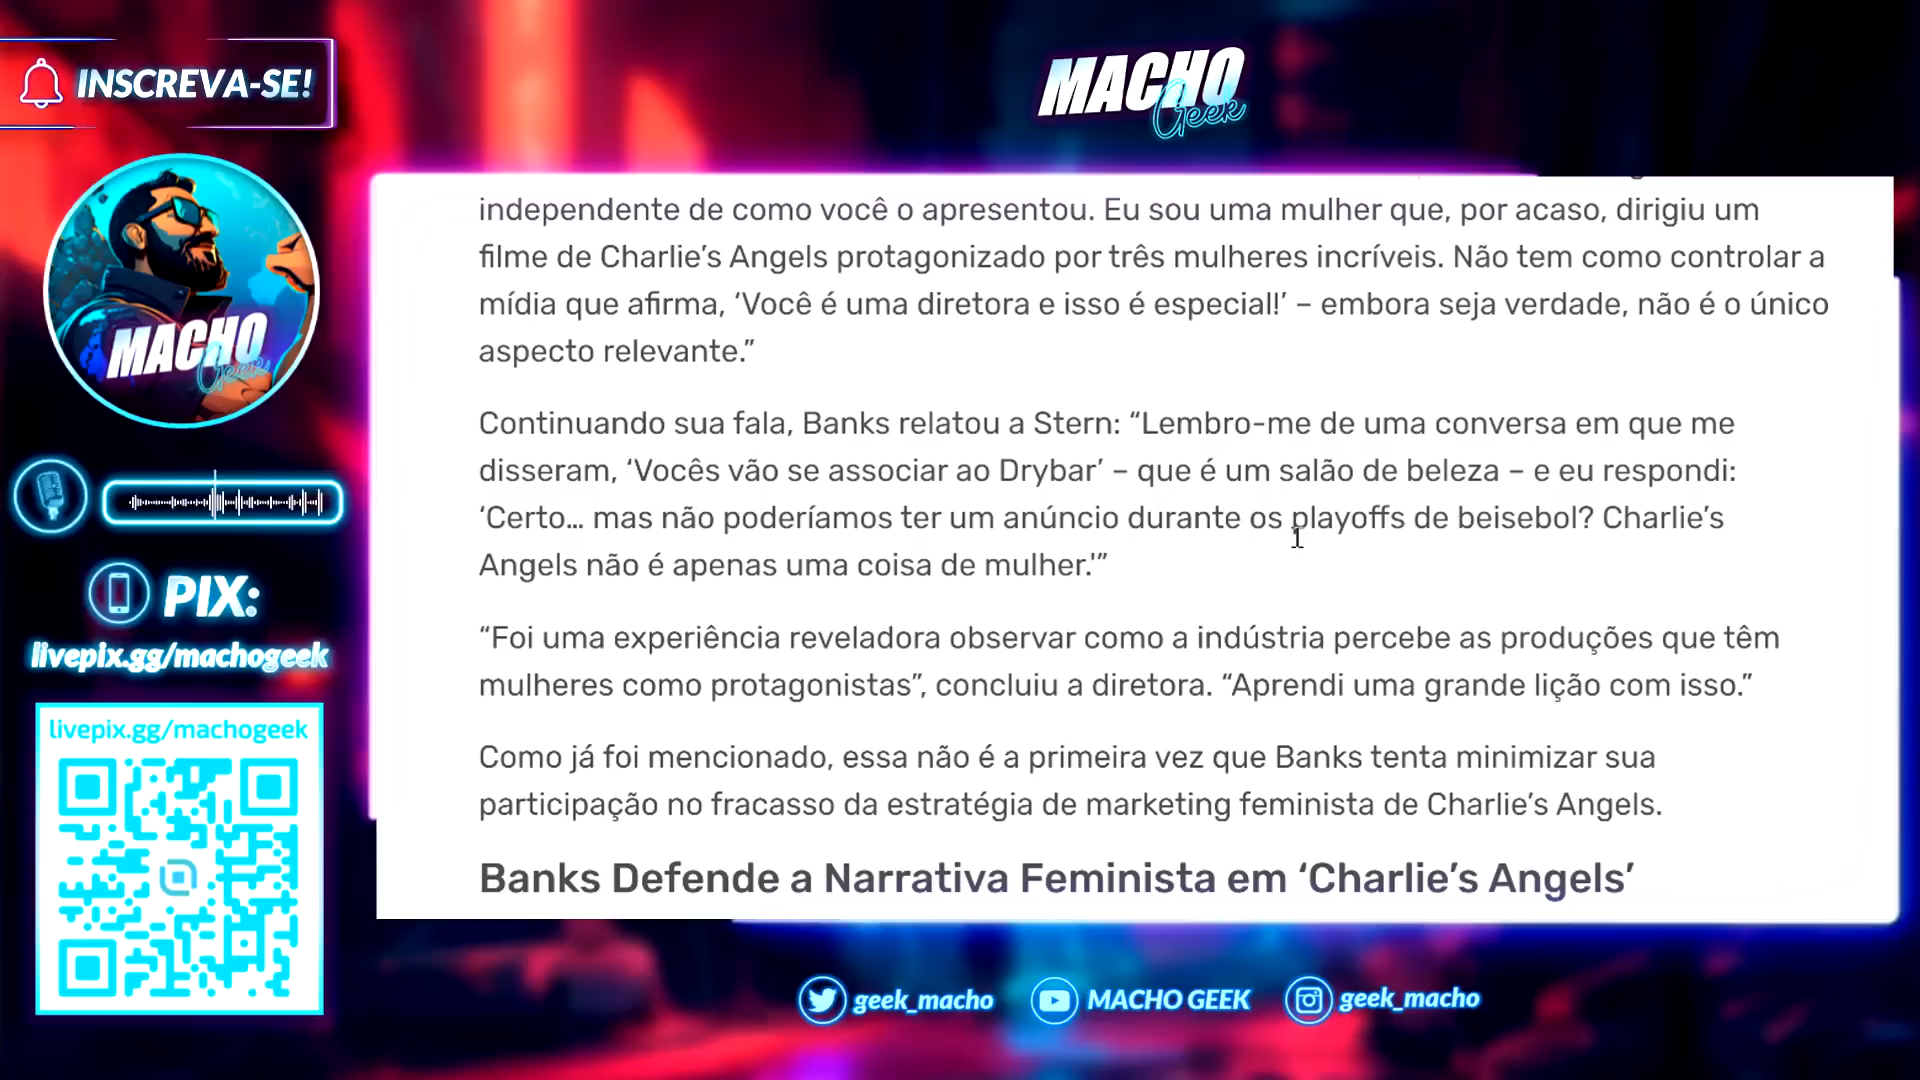 INSCREVA-SE!
MACHO
Geek
MACHO
Geek
PIX:
livepix.gg/machogeek
livepix.gg/machogeek
independente de como você o apresentou. Eu sou uma mulher que, por acaso, dirigiu um
filme de Charlie’s Angels protagonizado por três mulheres incríveis. Não tem como controlar a
mídia que afirma, ‘Você é uma diretora e isso é especial!’ – embora seja verdade, não é o único
aspecto relevante.”
Continuando sua fala, Banks relatou a Stern: “Lembro-me de uma conversa em que me
disseram, ‘Vocês vão se associar ao Drybar’ – que é um salão de beleza – e eu respondi:
‘Certo… mas não poderíamos ter um anúncio durante os playoffs de beisebol? Charlie’s
Angels não é apenas uma coisa de mulher.'”
“Foi uma experiência reveladora observar como a indústria percebe as produções que têm
mulheres como protagonistas”, concluiu a diretora. “Aprendi uma grande lição com isso.”
Como já foi mencionado, essa não é a primeira vez que Banks tenta minimizar sua
participação no fracasso da estratégia de marketing feminista de Charlie’s Angels.
Banks Defende a Narrativa Feminista em ‘Charlie’s Angels’
geek_macho
MACHO GEEK
geek_macho